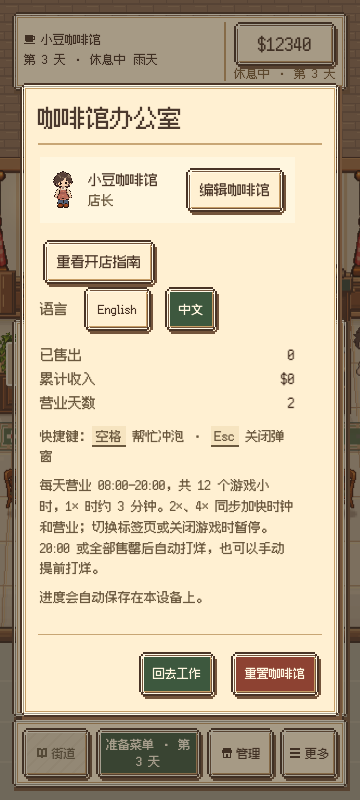 小豆咖啡馆
第 3 天 · 休息中 雨天
$12340
休息中 · 第 3 天
咖啡馆办公室
小豆咖啡馆
店长
编辑咖啡馆
重看开店指南
语言 English 中文
已售出 0
累计收入 $0
营业天数 2
快捷键： 空格 帮忙冲泡 · Esc 关闭弹
窗
每天营业 08:00–20:00，共 12 个游戏小
时，1× 时约 3 分钟。2×、4× 同步加快时钟
和营业；切换标签页或关闭游戏时暂停。
20:00 或全部售罄后自动打烊，也可以手动
提前打烊。
进度会自动保存在本设备上。
回去工作 重置咖啡馆
街道
准备菜单 · 第
3 天
管理
更多